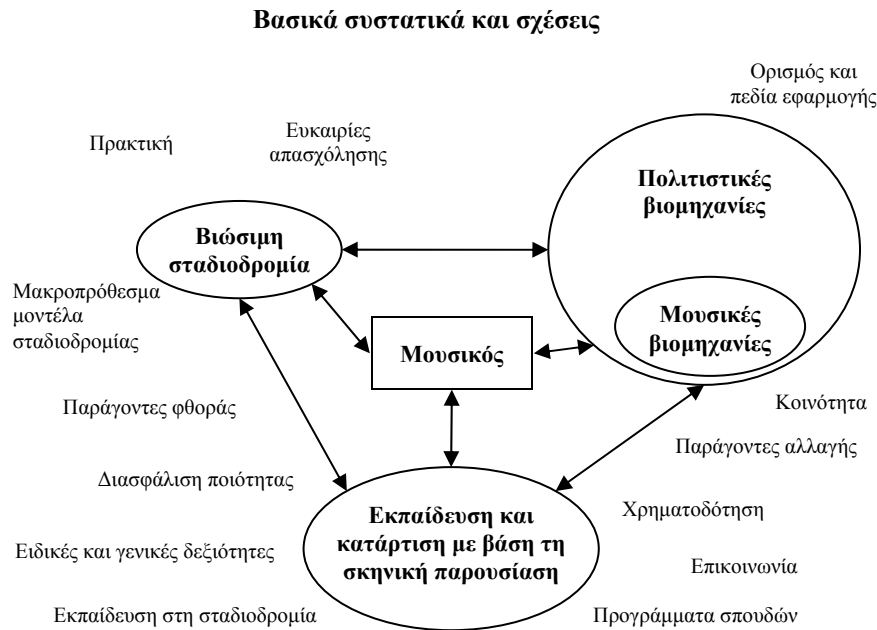 Βασικά συστατικά και σχέσεις
Ορισμός και
πεδία εφαρμογής
Πρακτική
Ευκαιρίες
απασχόλησης
Πολιτιστικές
βιομηχανίες
Βιώσιμη
σταδιοδρομία
Μακροπρόθεσμα
μοντέλα
σταδιοδρομίας
Μουσικές
βιομηχανίες
Μουσικός
Κοινότητα
Παράγοντες φθοράς
Παράγοντες αλλαγής
Διασφάλιση ποιότητας
Χρηματοδότηση
Εκπαίδευση και
κατάρτιση με βάση τη
σκηνική παρουσίαση
Ειδικές και γενικές δεξιότητες
Επικοινωνία
Εκπαίδευση στη σταδιοδρομία
Προγράμματα σπουδών